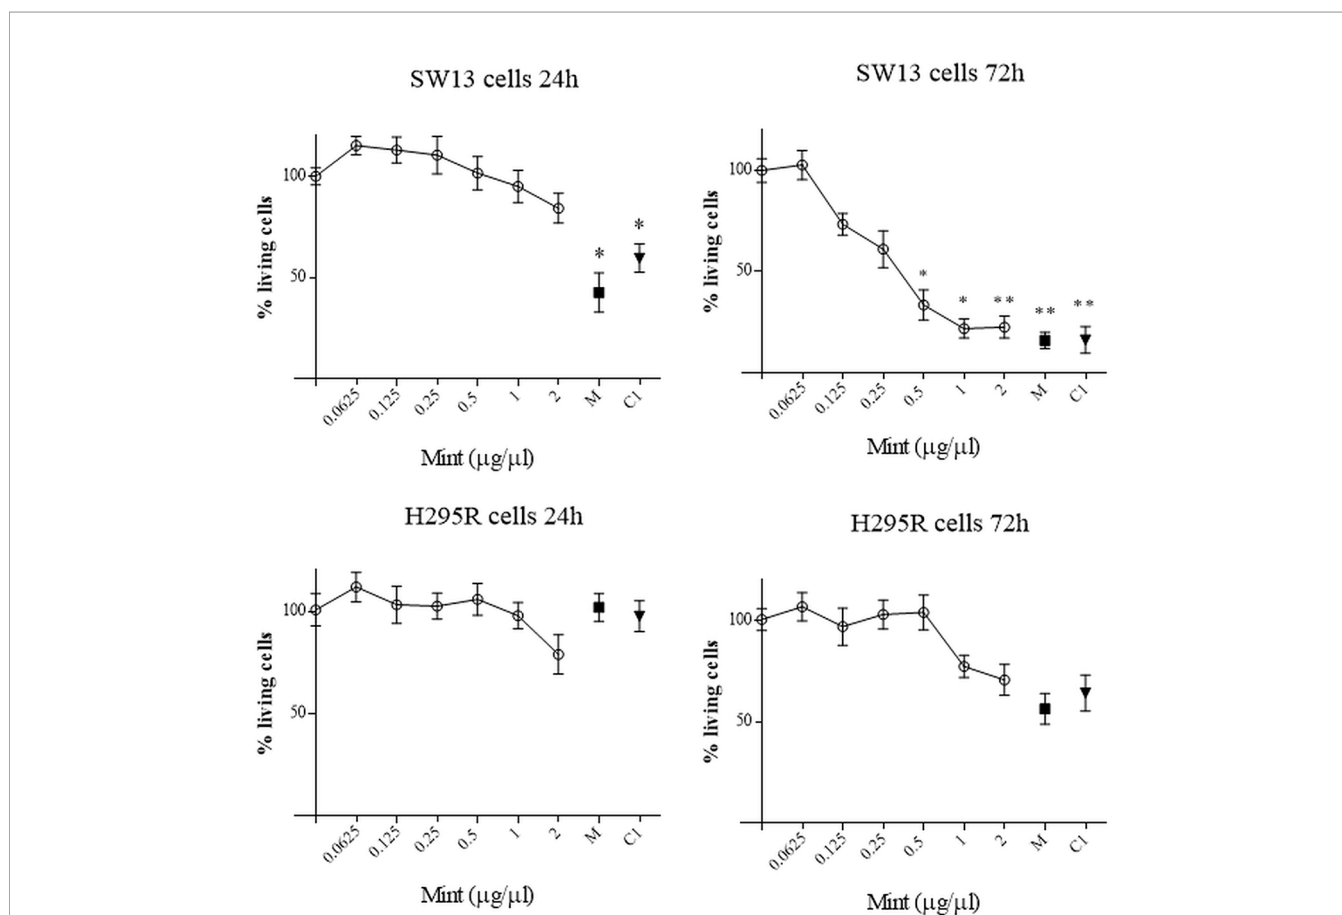 SW13 cells 24h
% living cells
100
50
*
*
0.0625
0.125
0.25
0.5
1
2
M
C1
Mint (µg/µl)
SW13 cells 72h
% living cells
100
50
*
*
**
**
**
0.0625
0.125
0.25
0.5
1
2
M
C1
Mint (µg/µl)
H295R cells 24h
% living cells
100
50
0.0625
0.125
0.25
0.5
1
2
M
C1
Mint (µg/µl)
H295R cells 72h
% living cells
100
50
0.0625
0.125
0.25
0.5
1
2
M
C1
Mint (µg/µl)